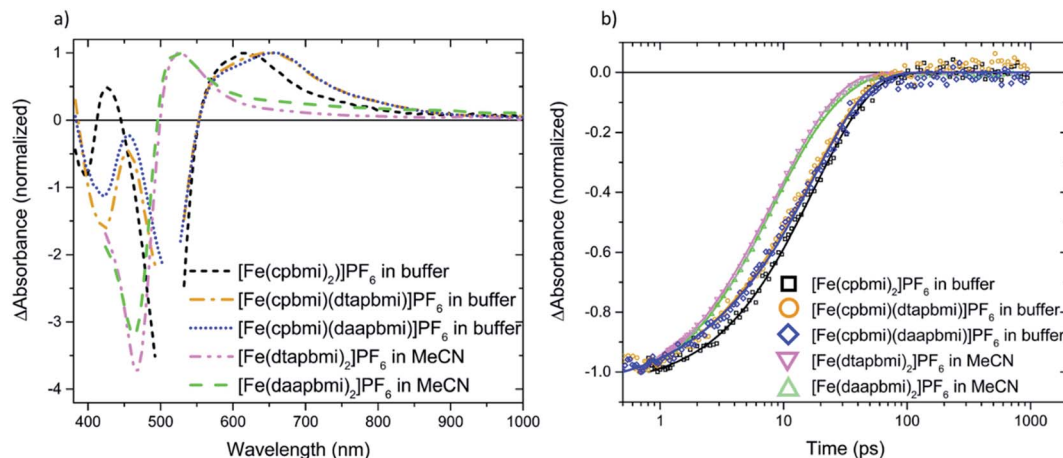 a)
b)
ΔAbsorbance (normalized)
1
0
-1
-2
-3
-4
[Fe(cpbmi)₂)]PF₆ in buffer
[Fe(cpbmi)(dtapbmi)]PF₆ in buffer
[Fe(cpbmi)(daapbmi)]PF₆ in buffer
[Fe(dtapbmi)₂]PF₆ in MeCN
[Fe(daapbmi)₂]PF₆ in MeCN
400 500 600 700 800 900 1000
Wavelength (nm)
ΔAbsorbance (normalized)
0.0
-0.2
-0.4
-0.6
-0.8
-1.0
[Fe(cpbmi)₂]PF₆ in buffer
[Fe(cpbmi)(dtapbmi)]PF₆ in buffer
[Fe(cpbmi)(daapbmi)]PF₆ in buffer
[Fe(dtapbmi)₂]PF₆ in MeCN
[Fe(daapbmi)₂]PF₆ in MeCN
1 10 100 1000
Time (ps)